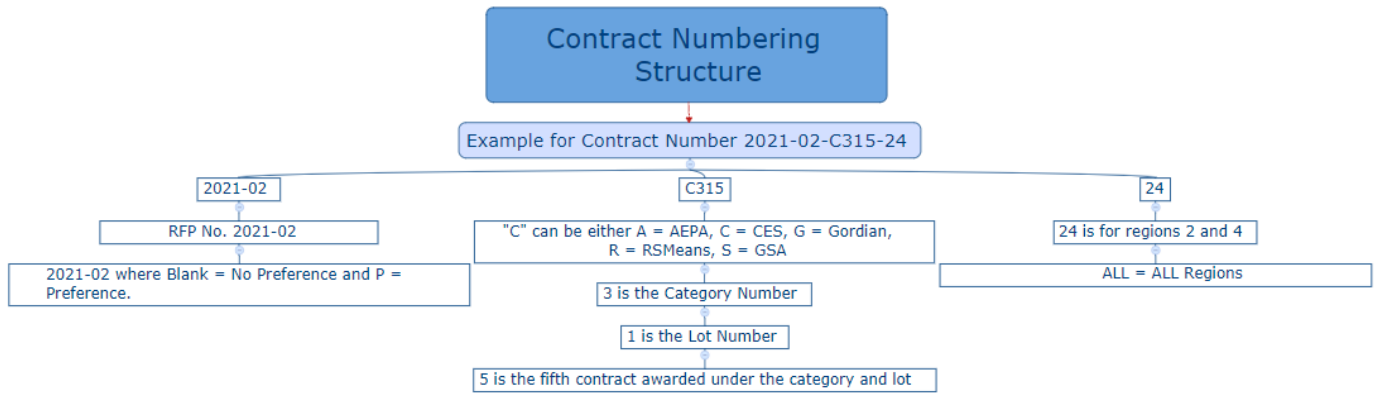 Contract Numbering
Structure
Example for Contract Number 2021-02-C315-24
2021-02
RFP No. 2021-02
2021-02 where Blank = No Preference and P =
Preference.
C315
"C" can be either A = AEPA, C = CES, G = Gordian,
R = RSMeans, S = GSA
3 is the Category Number
1 is the Lot Number
5 is the fifth contract awarded under the category and lot
24
24 is for regions 2 and 4
ALL = ALL Regions